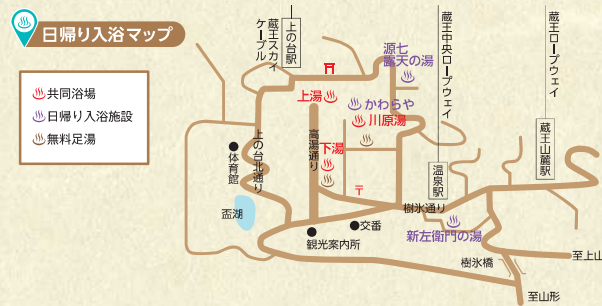 日帰り入浴マップ
共同浴場
日帰り入浴施設
無料足湯
蔵王スカイ
ケーブル
上の台駅
蔵王中央ロープウェイ
蔵王ロープウェイ
源七
露天の湯
上湯
かわらや
川原湯
上の台北通り
高湯通り
体育館
下湯
温泉駅
蔵王山麓駅
盃湖
樹氷通り
交番
新左衛門の湯
観光案内所
樹氷橋
至上山
至山形